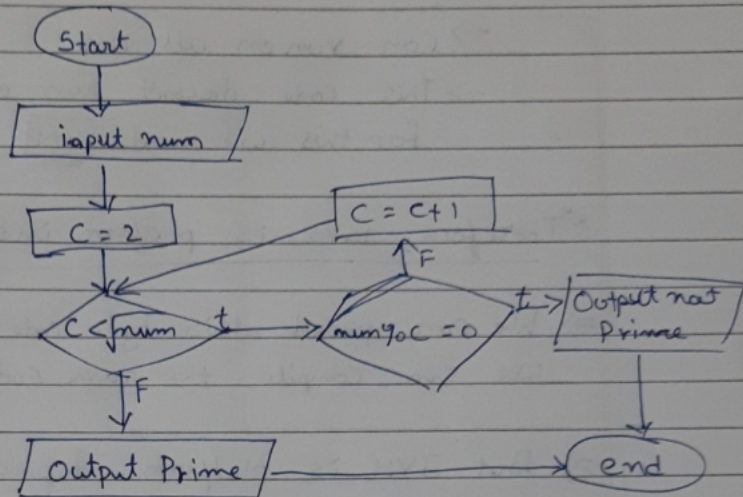 Start
input num
C = 2
C = C+1
F
C < √num
t
num % C = 0
t
Output not
Prime
F
Output Prime
end